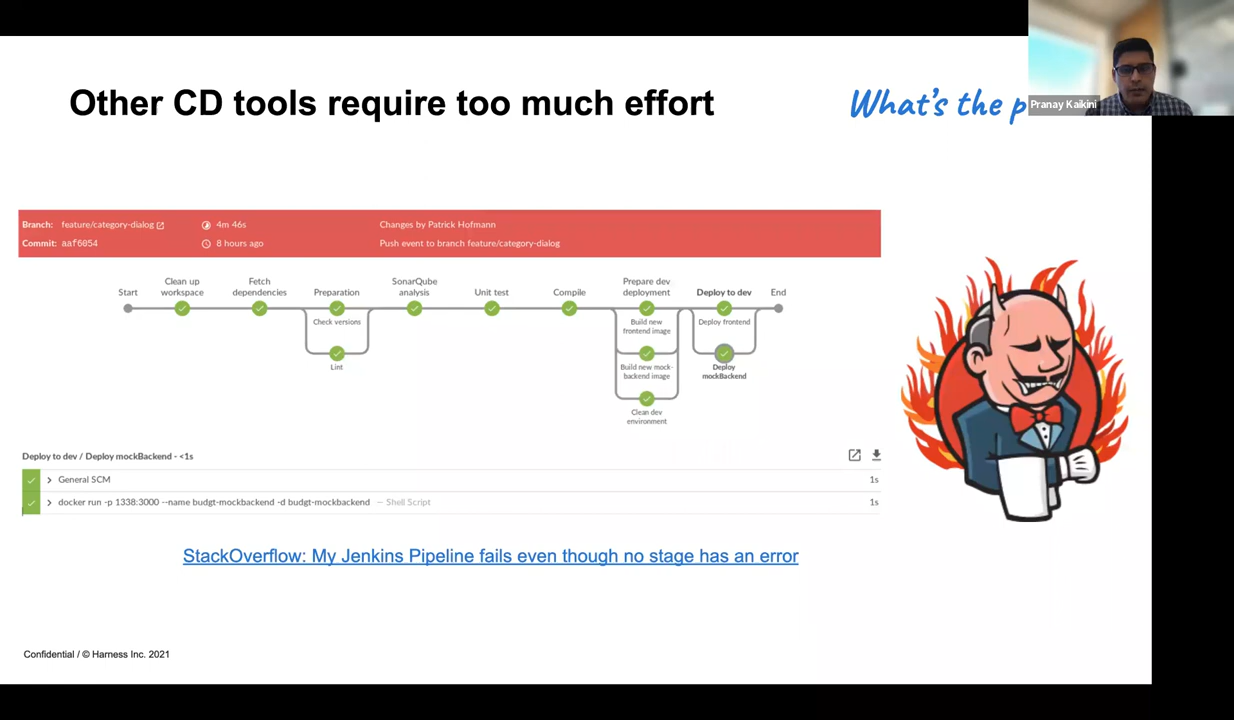 Other CD tools require too much effort
What's the p
Pranay Kaikini
Branch: feature/category-dialog 4m 46s Changes by Patrick Hofmann
Commit: aaf6054 8 hours ago Push event to branch feature/category-dialog
Start
Clean up
workspace
Fetch
dependencies
Preparation
SonarQube
analysis
Unit test
Compile
Prepare dev
deployment
Deploy to dev
End
Check versions
Lint
Build new
frontend image
Build new mock-
backend image
Clean dev
environment
Deploy frontend
Deploy
mockBackend
Deploy to dev / Deploy mockBackend - <1s
General SCM 1s
docker run -p 1338:3000 --name budgt-mockbackend -d budgt-mockbackend -- Shell Script 1s
StackOverflow: My Jenkins Pipeline fails even though no stage has an error
Confidential / © Harness Inc. 2021